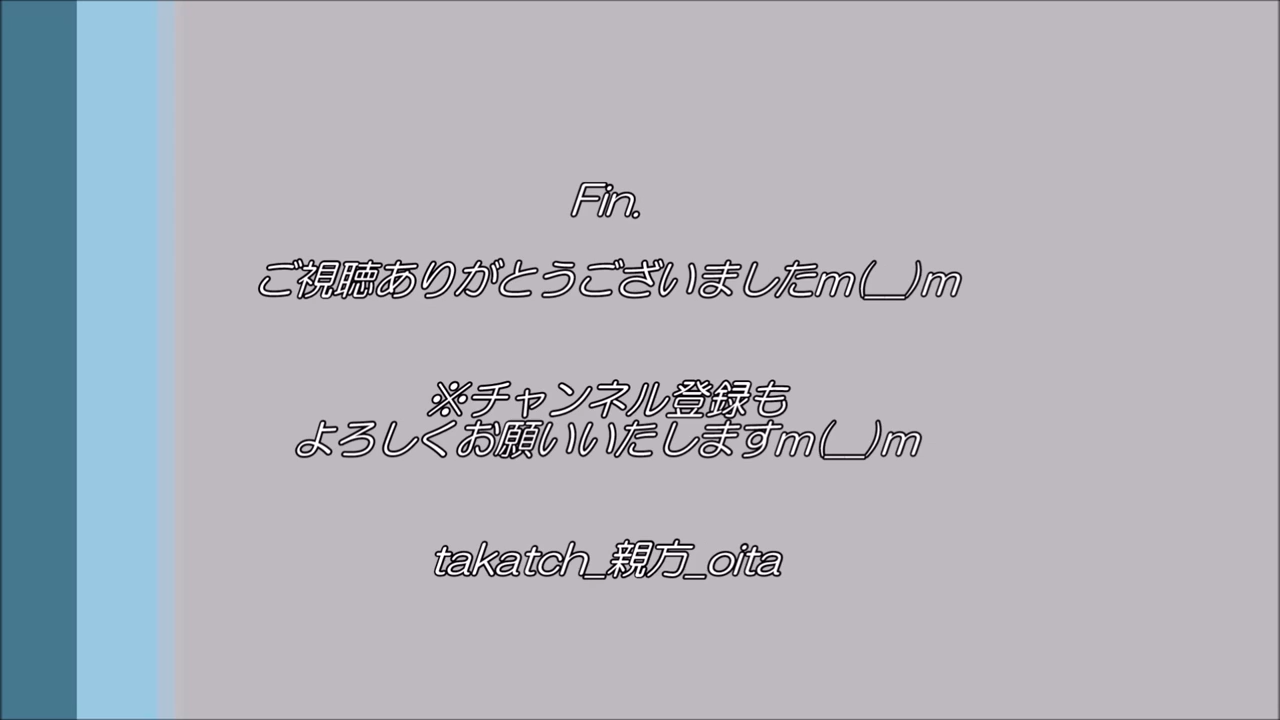 Fin.
ご視聴ありがとうございましたm(__)m
※チャンネル登録も
よろしくお願いいたしますm(__)m
takatch_親方_oita